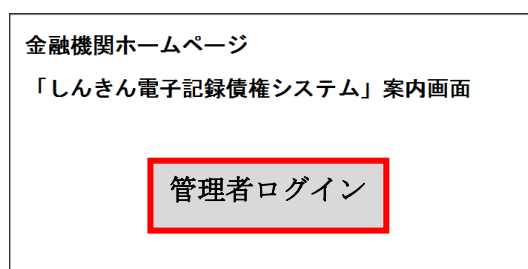 金融機関ホームページ
「しんきん電子記録債権システム」案内画面
管理者ログイン